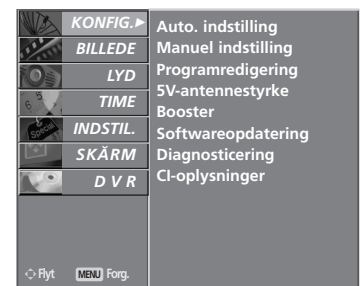 KONFIG.▶
BILLEDE
LYD
TIME
INDSTIL.
SKÄRM
D V R
Auto. indstilling
Manuel indstilling
Programredigering
5V-antennestyrke
Booster
Softwareopdatering
Diagnosticering
CI-oplysninger
Flyt MENU Forg.